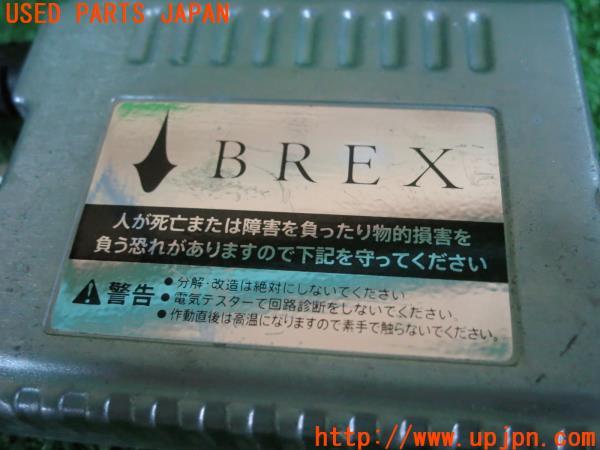 USED PARTS JAPAN
BREX
人が死亡または障害を負ったり物的損害を
負う恐れがありますので下記を守ってください
警告
●分解・改造は絶対にしないでください
●電気テスターで回路診断をしないでください。
●作動直後は高温になりますので素手で触らないでください。
http://www.upjpn.com